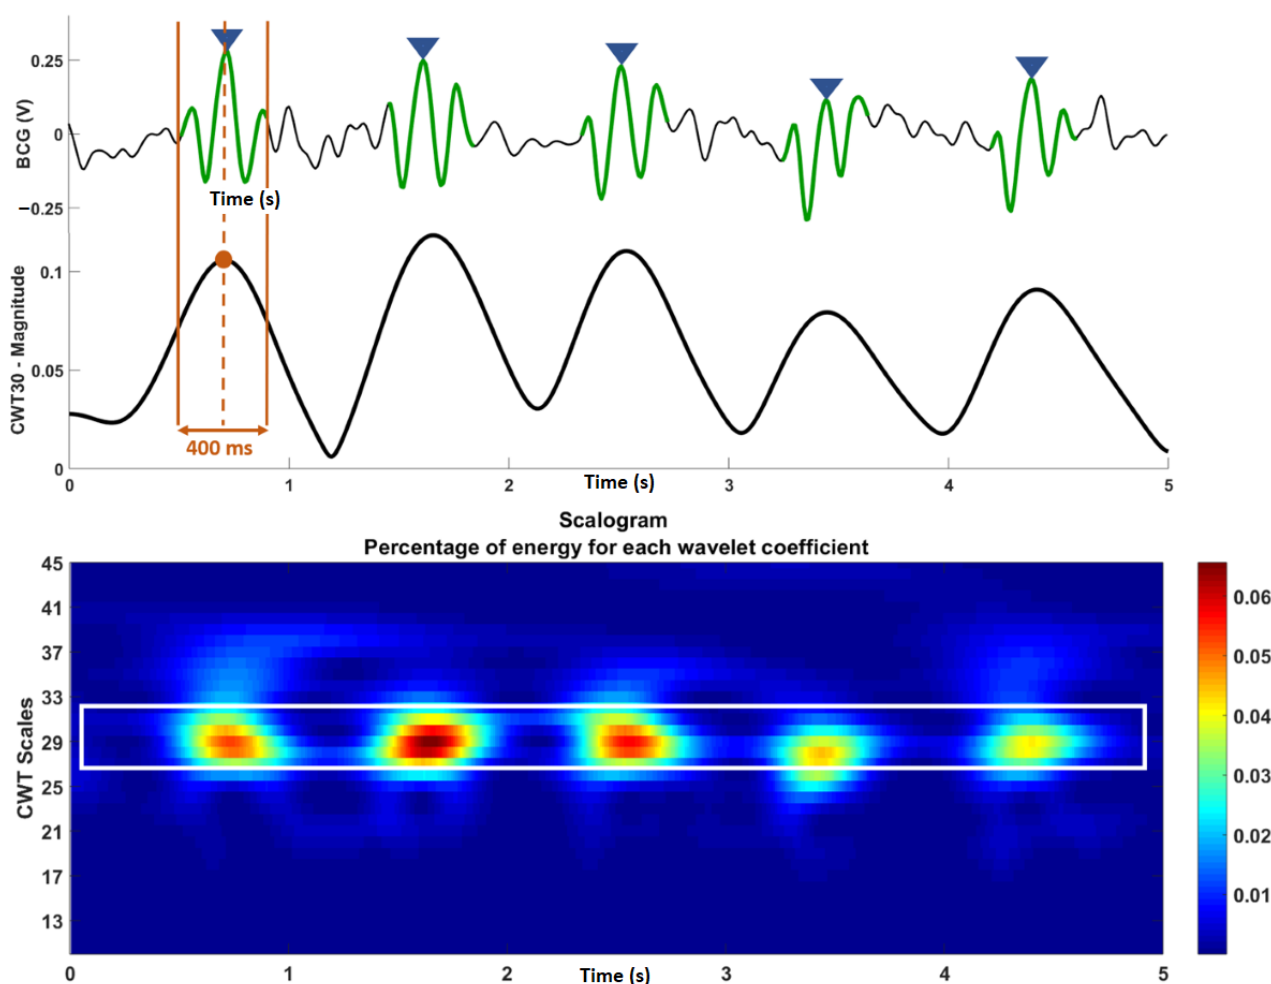 0.25
BCG (V)
0
Time (s)
−0.25
0.1
CWT30 - Magnitude
0.05
400 ms
0
0 1 2 Time (s) 3 4 5
Scalogram
Percentage of energy for each wavelet coefficient
45
41
37
33
CWT Scales
29
25
21
17
13
0.06
0.05
0.04
0.03
0.02
0.01
0 1 2 Time (s) 3 4 5